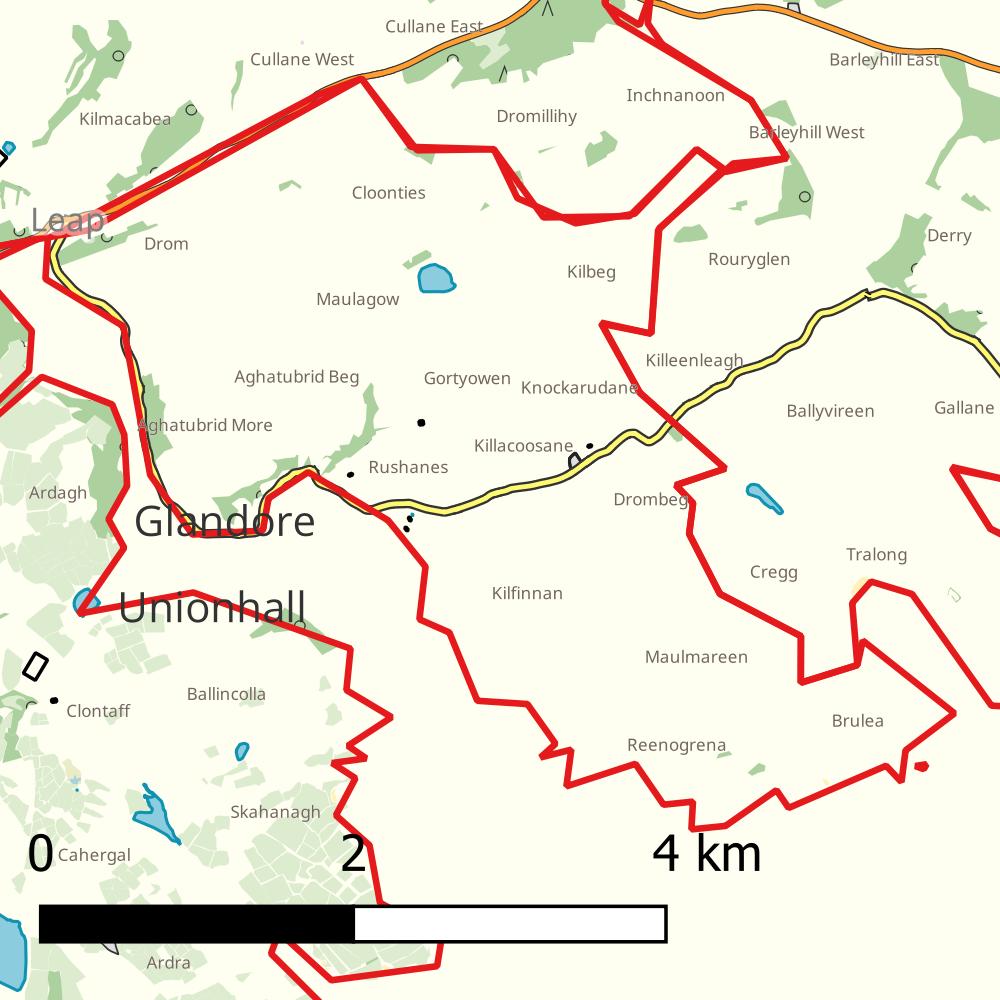 Cullane East
Cullane West
Barleyhill East
Inchnanoon
Dromillihy
Kilmacabea
Barleyhill West
Cloonties
Leap
Drom
Derry
Rouryglen
Kilbeg
Maulagow
Killeenleagh
Aghatubrid Beg
Gortyowen
Knockarudane
Ballyvireen
Gallane
Aghatubrid More
Killacoosane
Rushanes
Ardagh
Drombeg
Glandore
Tralong
Cregg
Kilfinnan
Unionhall
Maulmareen
Ballincolla
Clontaff
Brulea
Reenogrena
Skahanagh
0 2 4 km
Cahergal
Ardra